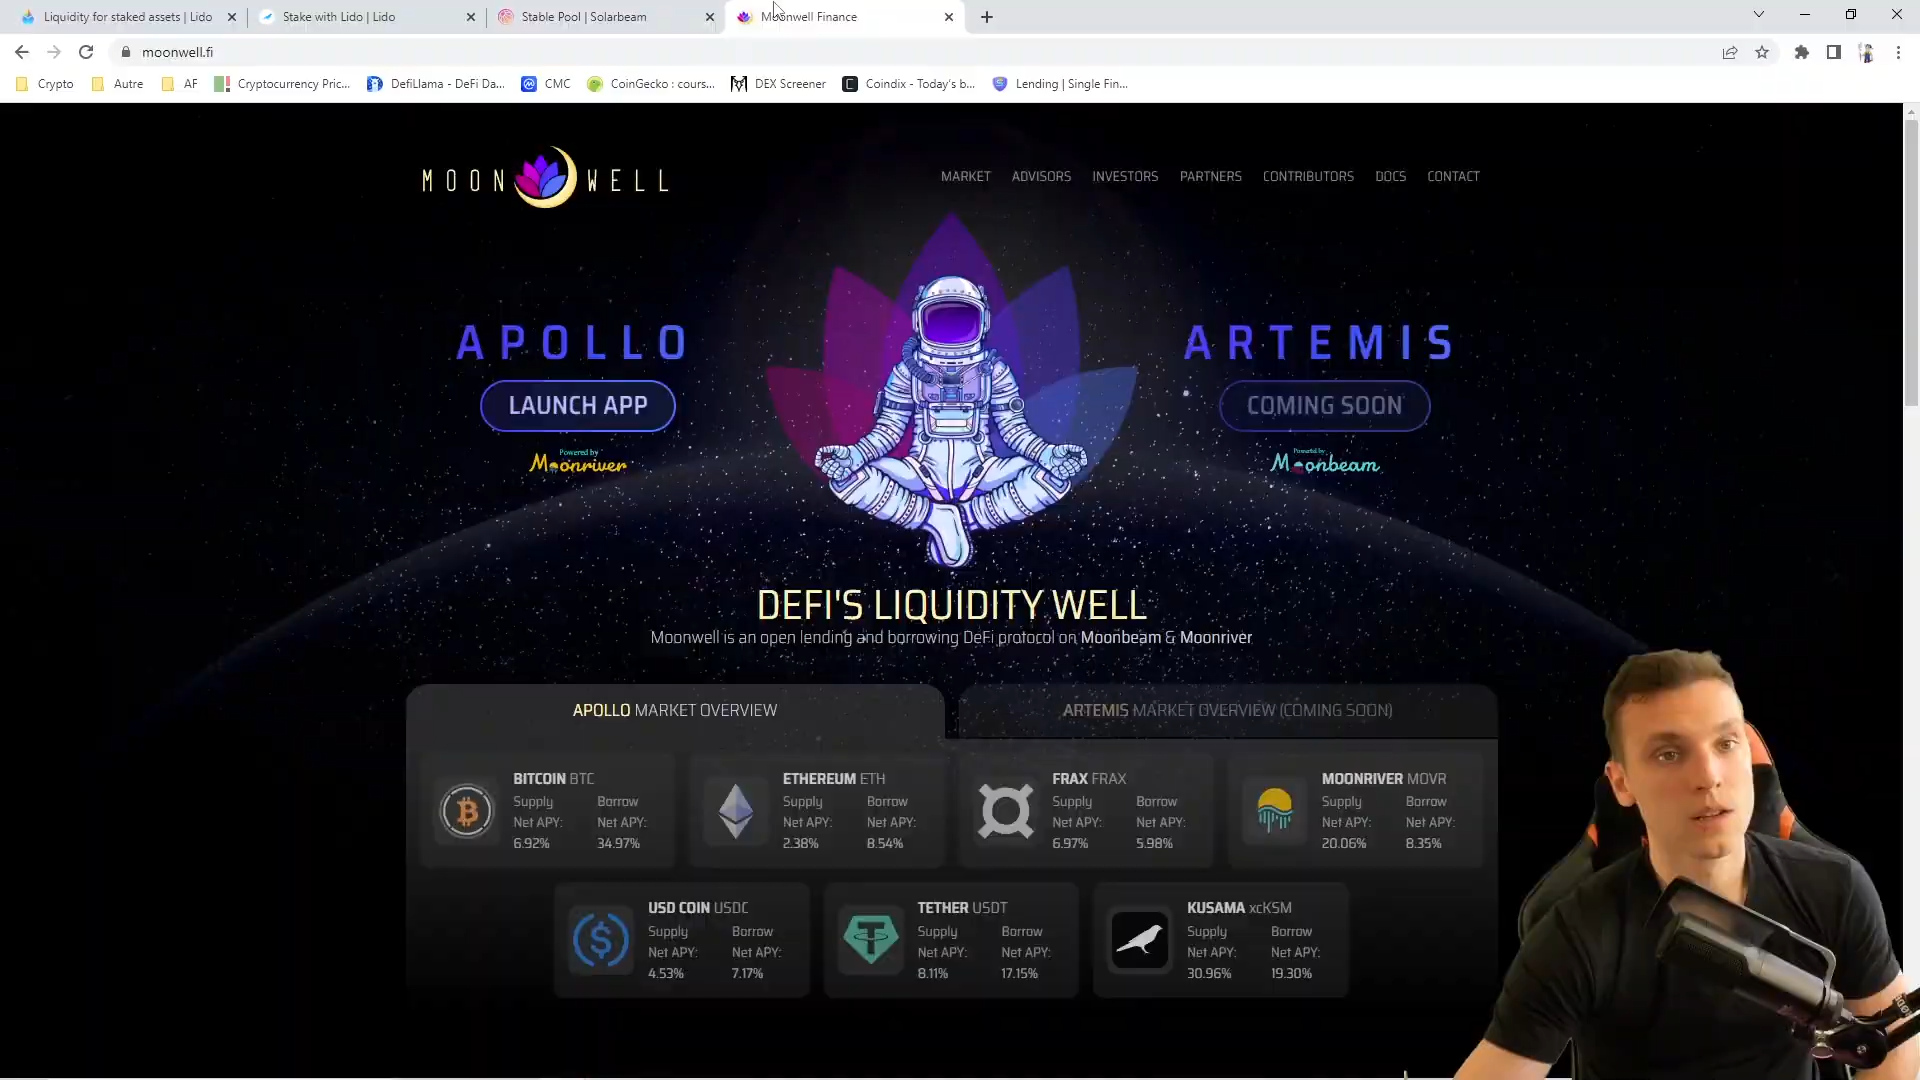 Liquidity for staked assets | Lido
Stake with Lido | Lido
Stable Pool | Solarbeam
Moonwell Finance
moonwell.fi
Crypto
Autre
AF
Cryptocurrency Pric...
DefiLlama - DeFi Da...
CMC
CoinGecko : cours...
DEX Screener
Coindix - Today's b...
Lending | Single Fin...
MOON WELL
MARKET
ADVISORS
INVESTORS
PARTNERS
CONTRIBUTORS
DOCS
CONTACT
APOLLO
LAUNCH APP
Powered by
Moonriver
ARTEMIS
COMING SOON
Powered by
Moonbeam
DEFI'S LIQUIDITY WELL
Moonwell is an open lending and borrowing DeFi protocol on Moonbeam & Moonriver
APOLLO MARKET OVERVIEW
ARTEMIS MARKET OVERVIEW (COMING SOON)
BITCOIN BTC
Supply Borrow
Net APY: Net APY:
6.92% 34.97%
ETHEREUM ETH
Supply Borrow
Net APY: Net APY:
2.38% 8.54%
FRAX FRAX
Supply Borrow
Net APY: Net APY:
6.97% 5.98%
MOONRIVER MOVR
Supply Borrow
Net APY: Net APY:
20.06% 8.35%
USD COIN USDC
Supply Borrow
Net APY: Net APY:
4.53% 7.17%
TETHER USDT
Supply Borrow
Net APY: Net APY:
8.11% 17.15%
KUSAMA xcKSM
Supply Borrow
Net APY: Net APY:
30.96% 19.30%